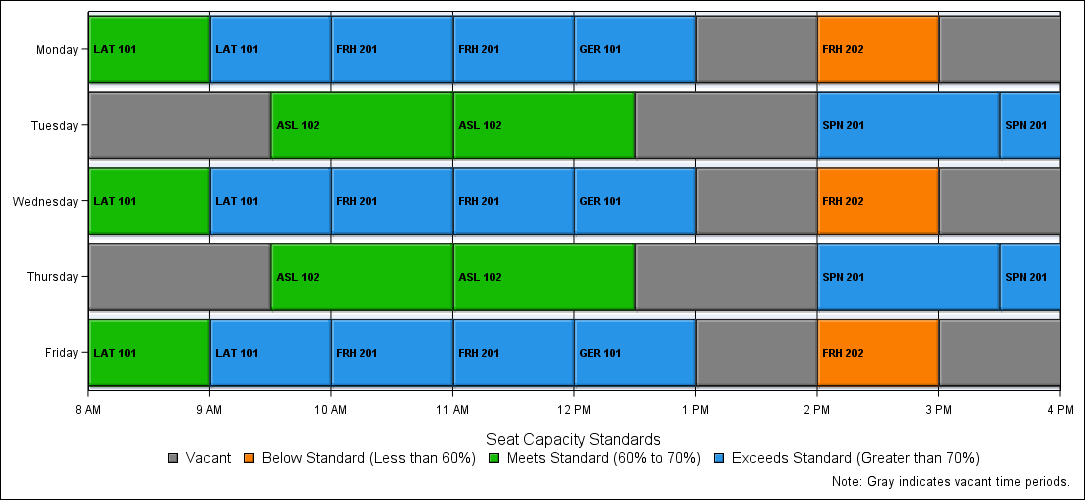 Monday LAT 101 LAT 101 FRH 201 FRH 201 GER 101 FRH 202
Tuesday ASL 102 ASL 102 SPN 201 SPN 201
Wednesday LAT 101 LAT 101 FRH 201 FRH 201 GER 101 FRH 202
Thursday ASL 102 ASL 102 SPN 201 SPN 201
Friday LAT 101 LAT 101 FRH 201 FRH 201 GER 101 FRH 202
8 AM 9 AM 10 AM 11 AM 12 PM 1 PM 2 PM 3 PM 4 PM
Seat Capacity Standards
Vacant Below Standard (Less than 60%) Meets Standard (60% to 70%) Exceeds Standard (Greater than 70%)
Note: Gray indicates vacant time periods.